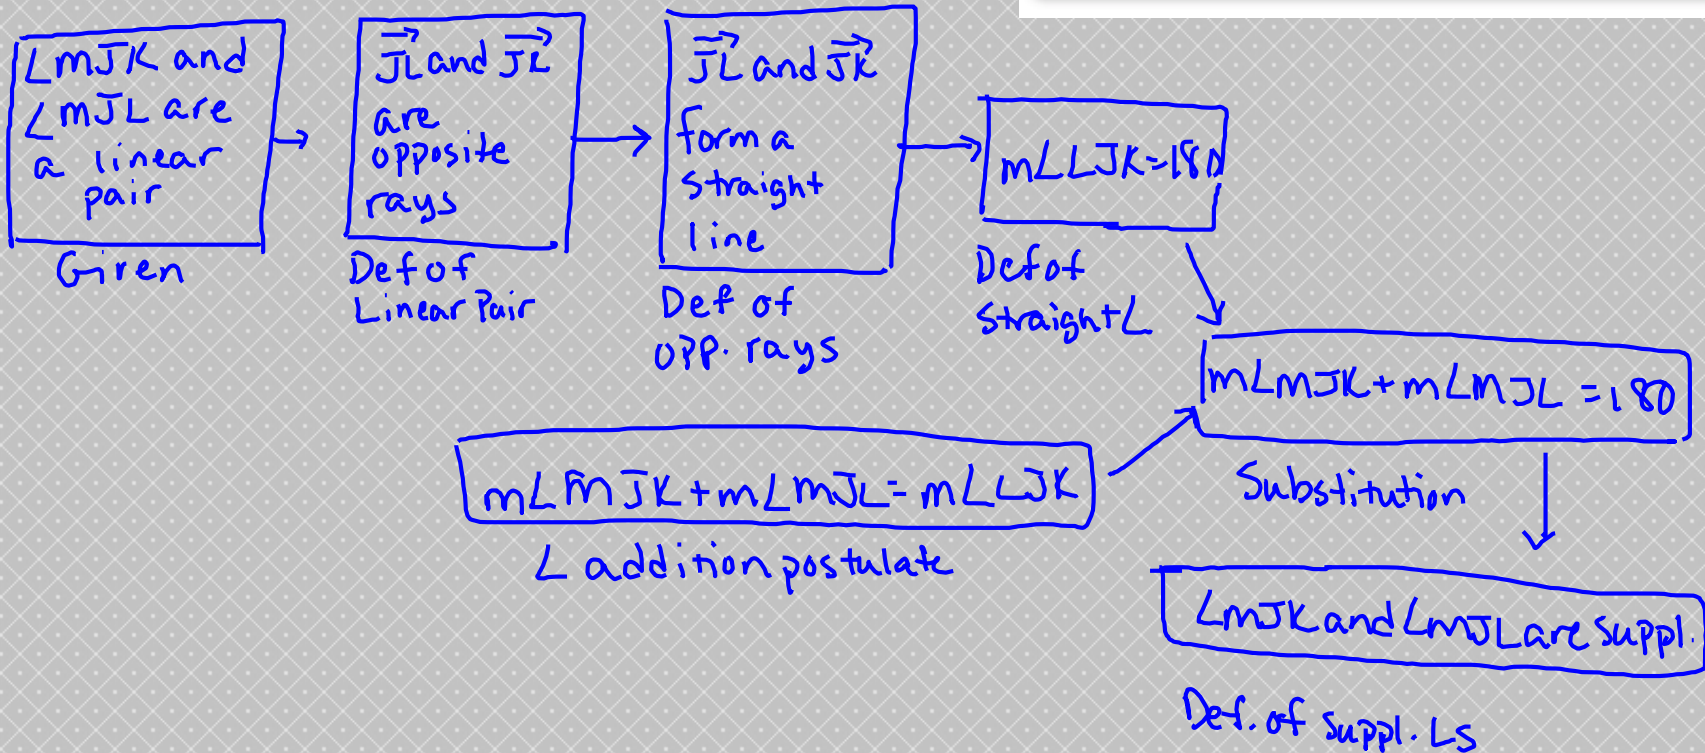 ∠MJK and
∠MJL are
a linear
pair
Given
JL and JK
are
opposite
rays
Def of
Linear Pair
JL and JK
form a
straight
line
Def of
opp. rays
m∠LJK=180
Def of
straight ∠
m∠MJK+m∠MJL=m∠LJK
∠ addition postulate
m∠MJK+m∠MJL=180
Substitution
∠MJK and ∠MJL are suppl.
Def. of suppl. ∠s